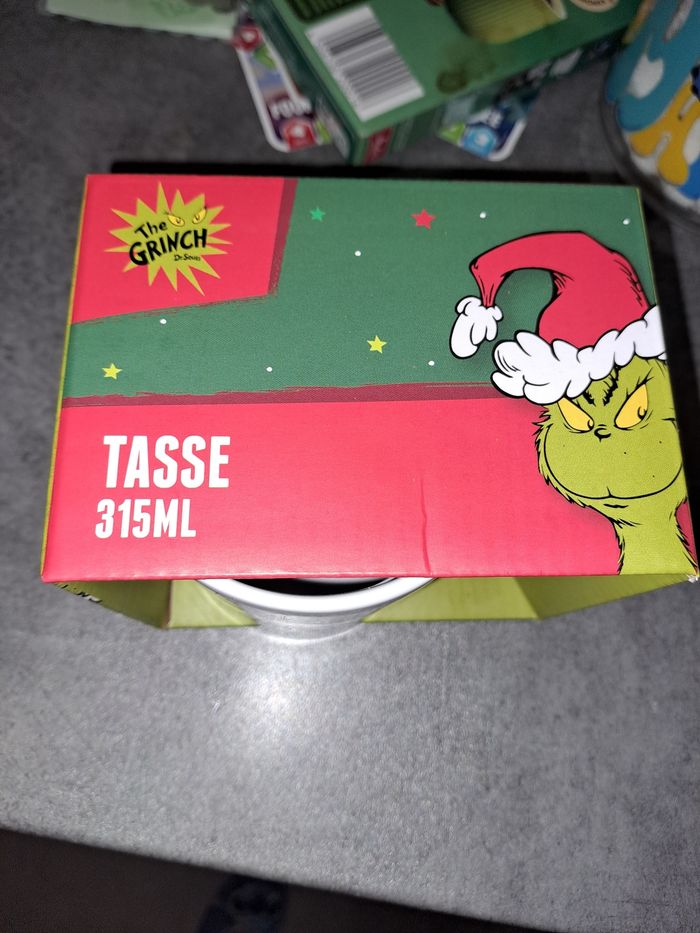 The
GRINCH
Dr. Seuss
TASSE
315ML